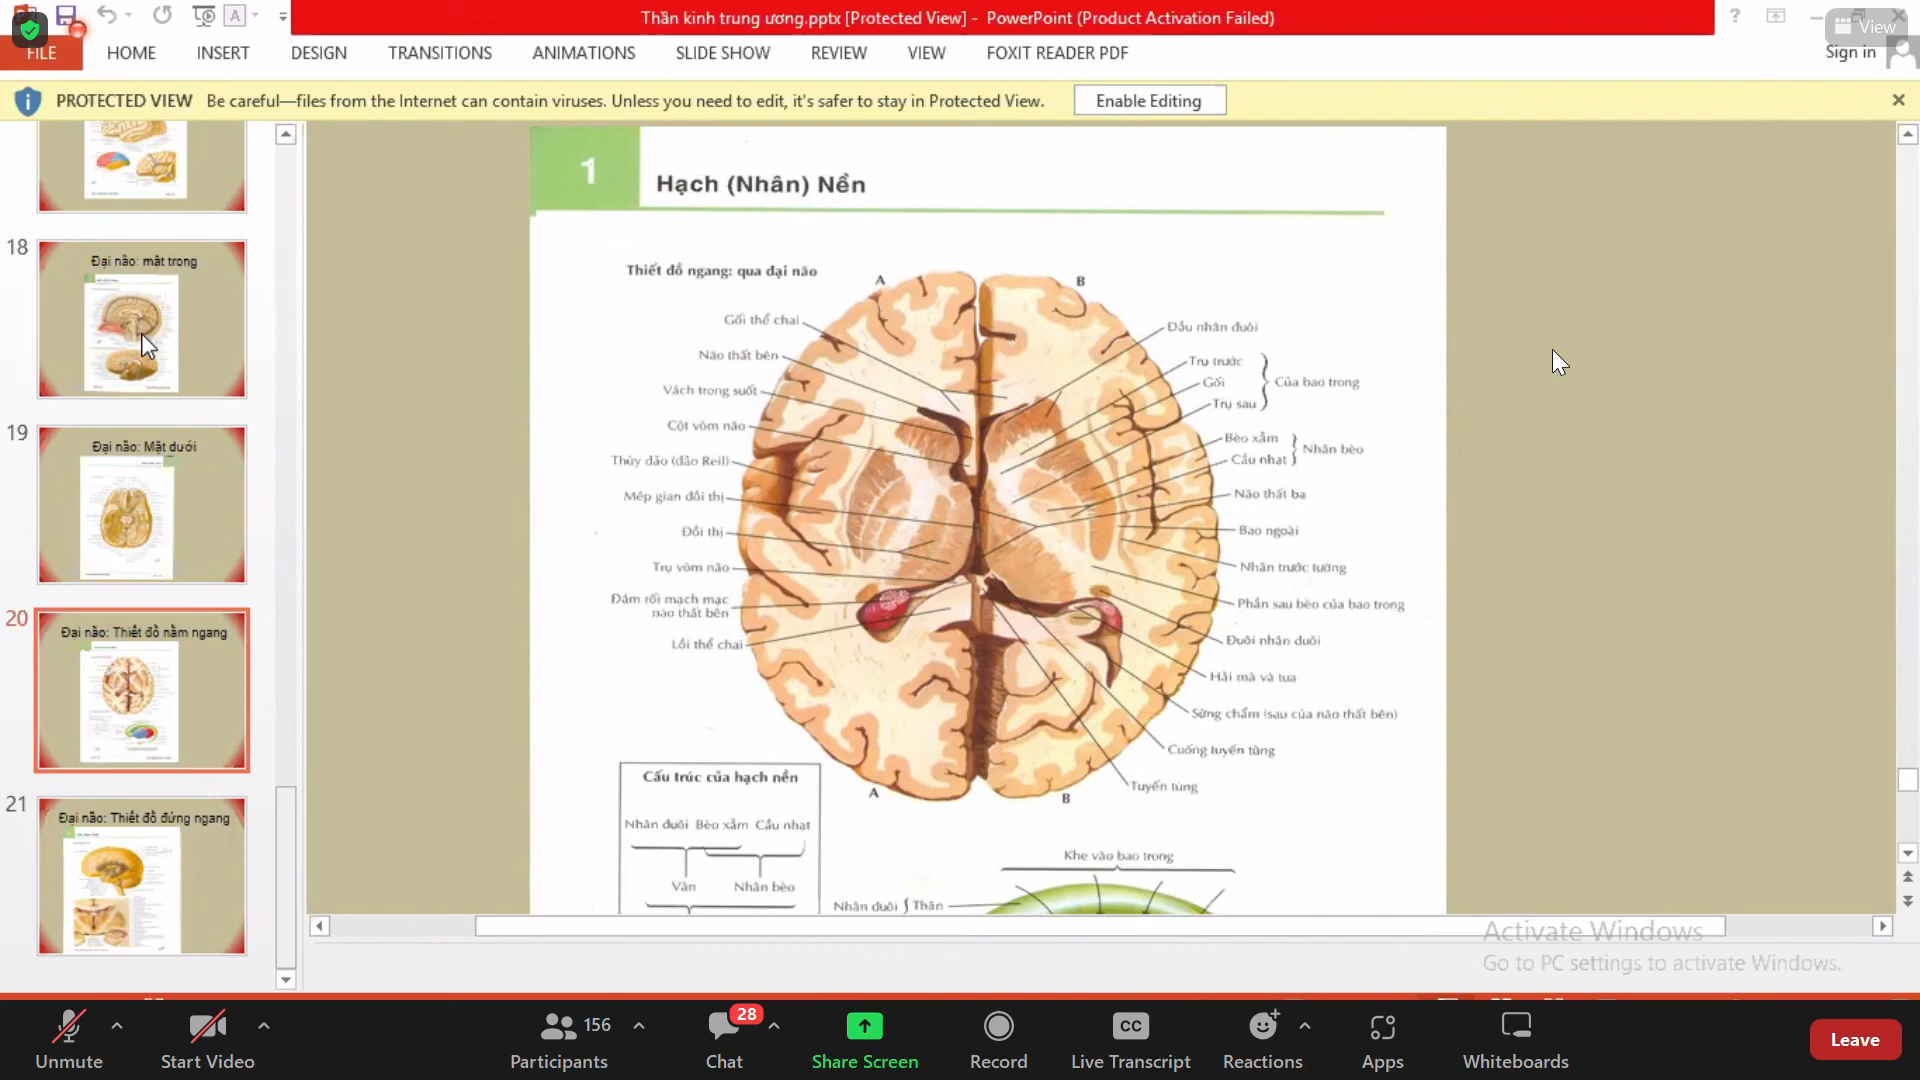 Thần kinh trung ương.pptx [Protected View] - PowerPoint (Product Activation Failed)
View
FILE HOME INSERT DESIGN TRANSITIONS ANIMATIONS SLIDE SHOW REVIEW VIEW FOXIT READER PDF
Sign in
PROTECTED VIEW Be careful—files from the Internet can contain viruses. Unless you need to edit, it's safer to stay in Protected View.
Enable Editing
18
Đại não: mặt trong
19
Đại não: Mặt dưới
20
Đại não: Thiết đồ nằm ngang
21
Đại não: Thiết đồ đứng ngang
1
Hạch (Nhân) Nền
Thiết đồ ngang: qua đại não
A
B
Gối thể chai
Não thất bên
Vách trong suốt
Cột vòm não
Thùy đảo (đảo Reil)
Mép gian đồi thị
Đồi thị
Trụ vòm não
Đám rối mạch mạc
não thất bên
Lồi thể chai
Đầu nhân đuôi
Trụ trước
Gối
Trụ sau
Của bao trong
Bèo xẫm
Cầu nhạt
Nhân bèo
Não thất ba
Bao ngoài
Nhân trước tường
Phần sau bèo của bao trong
Đuôi nhân đuôi
Hải mã và tua
Sừng chẩm (sau của não thất bên)
Cuống tuyến tùng
Tuyến tùng
A
B
Cấu trúc của hạch nền
Nhân đuôi Bèo xẫm Cầu nhạt
Vân Nhân bèo
Khe vào bao trong
Nhân đuôi { Thân
Activate Windows
Go to PC settings to activate Windows.
Unmute
Start Video
156
Participants
28
Chat
Share Screen
Record
CC
Live Transcript
Reactions
Apps
Whiteboards
Leave